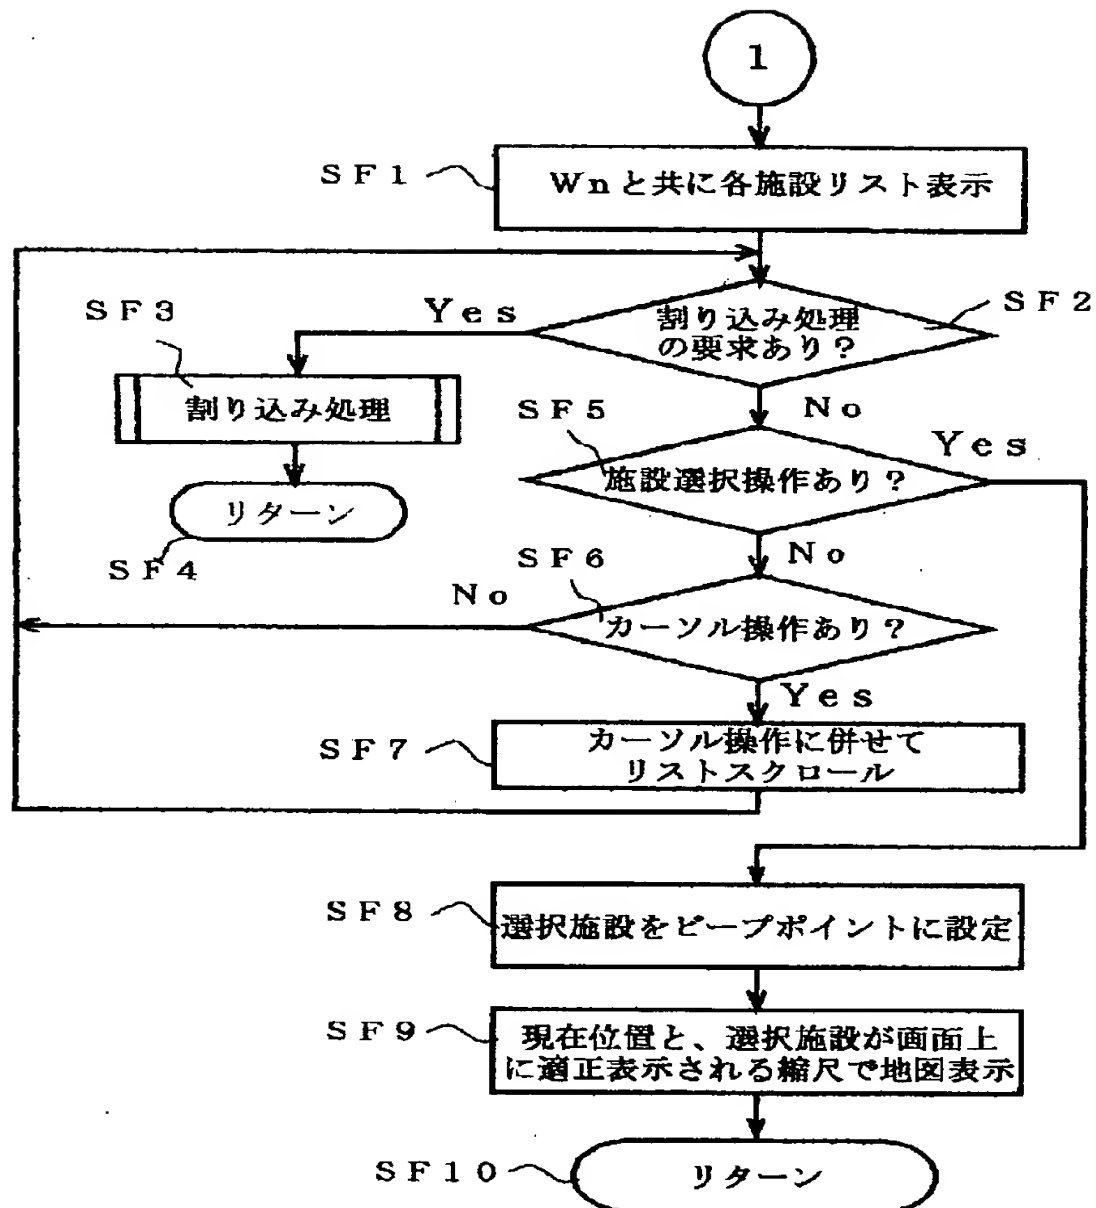 1
SF1
Wnと共に各施設リスト表示
SF3
Yes
割り込み処理
の要求あり?
SF2
割り込み処理
No
SF5
Yes
施設選択操作あり?
リターン
SF4
No
SF6
No
カーソル操作あり?
Yes
SF7
カーソル操作に併せて
リストスクロール
SF8
選択施設をビープポイントに設定
SF9
現在位置と、選択施設が画面上
に適正表示される縮尺で地図表示
SF10
リターン